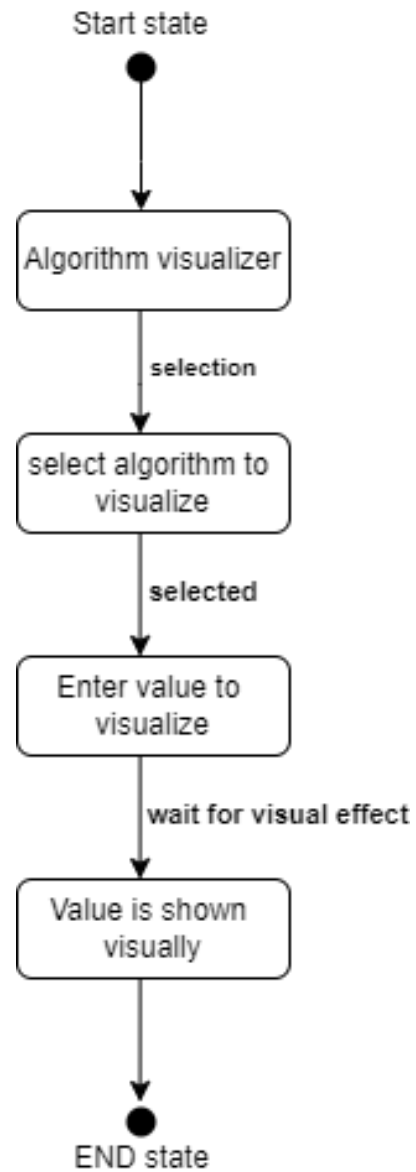 Start state
Algorithm visualizer
selection
select algorithm to
visualize
selected
Enter value to
visualize
wait for visual effect
Value is shown
visually
END state